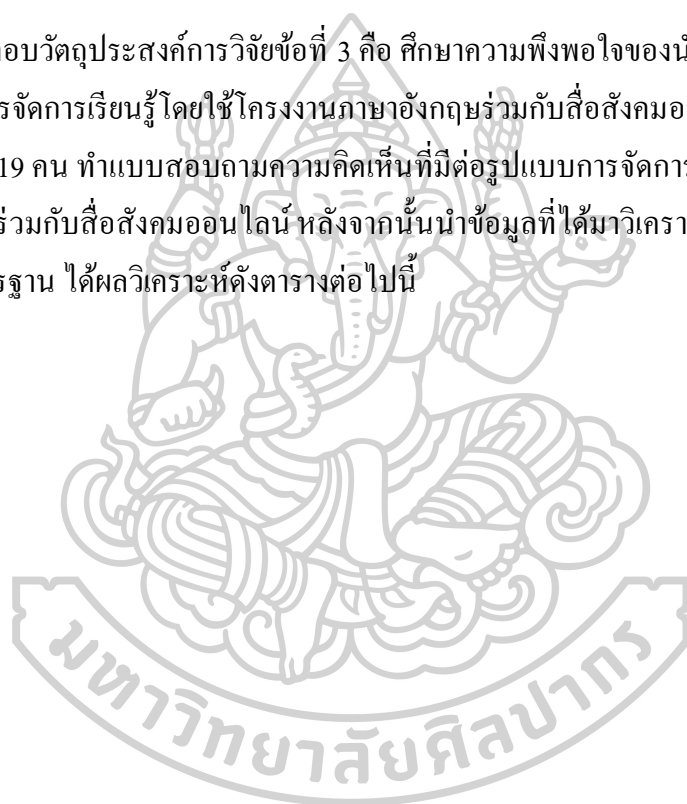 อบวัตถุประสงค์การวิจัยข้อที่ 3 คือ ศึกษาความพึงพอใจของ
รจัดการเรียนรู้โดยใช้โครงงานภาษาอังกฤษร่วมกับสื่อสังคมอ
19 คน ทำแบบสอบถามความคิดเห็นที่มีต่อรูปแบบการจัดการ
ร่วมกับสื่อสังคมออนไลน์ หลังจากนั้นนำข้อมูลที่ได้มาวิเครา
รฐาน ได้ผลวิเคราะห์ดังตารางต่อไปนี้
มหาวิทยาลัยศิลปากร